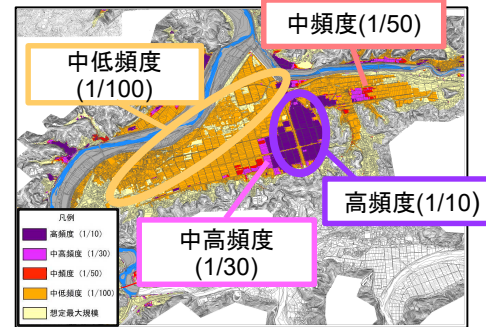 中頻度(1/50)
中低頻度
(1/100)
高頻度(1/10)
中高頻度
(1/30)
凡例
高頻度（1/10）
中高頻度（1/30）
中頻度（1/50）
中低頻度（1/100）
想定最大規模